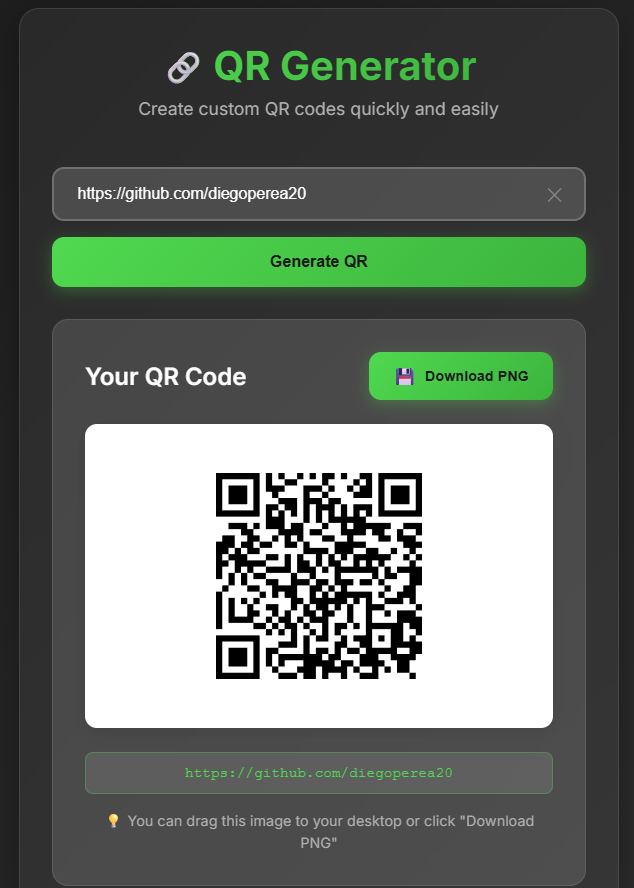 QR Generator
Create custom QR codes quickly and easily
https://github.com/diegoperea20
Generate QR
Your QR Code
Download PNG
https://github.com/diegoperea20
You can drag this image to your desktop or click "Download
PNG"